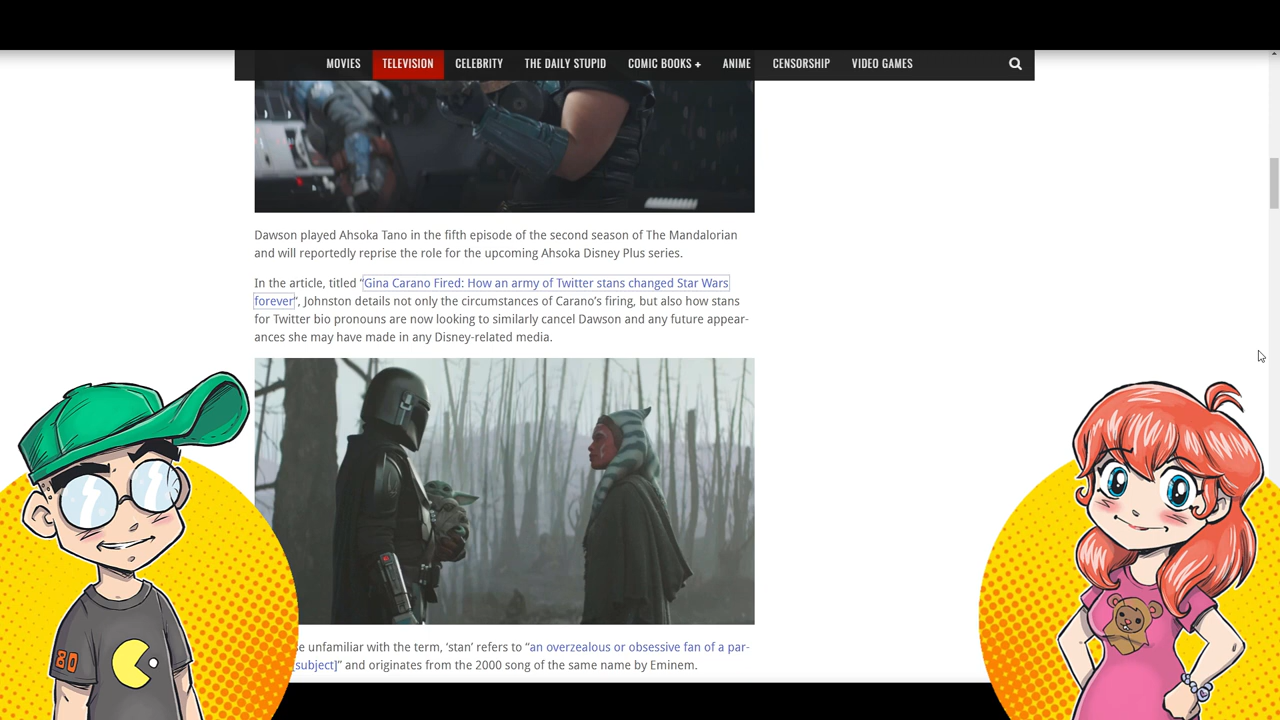 MOVIES TELEVISION CELEBRITY THE DAILY STUPID COMIC BOOKS + ANIME CENSORSHIP VIDEO GAMES
Dawson played Ahsoka Tano in the fifth episode of the second season of The Mandalorian
and will reportedly reprise the role for the upcoming Ahsoka Disney Plus series.
In the article, titled “Gina Carano Fired: How an army of Twitter stans changed Star Wars
forever“, Johnston details not only the circumstances of Carano’s firing, but also how stans
for Twitter bio pronouns are now looking to similarly cancel Dawson and any future appear-
ances she may have made in any Disney-related media.
unfamiliar with the term, ‘stan’ refers to “an overzealous or obsessive fan of a par-
[subject]” and originates from the 2000 song of the same name by Eminem.
80